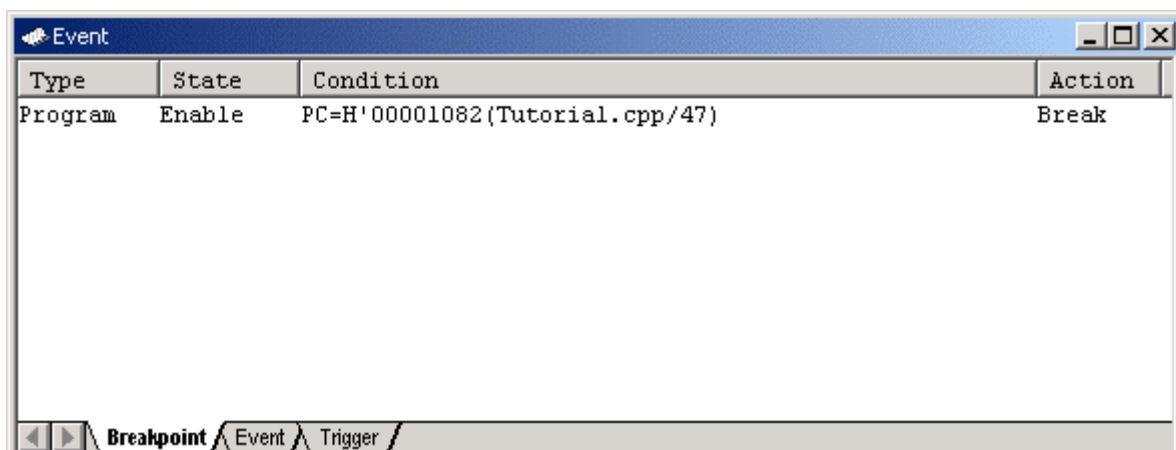 Event
Type State Condition Action
Program Enable PC=H'00001082(Tutorial.cpp/47) Break
Breakpoint Event Trigger